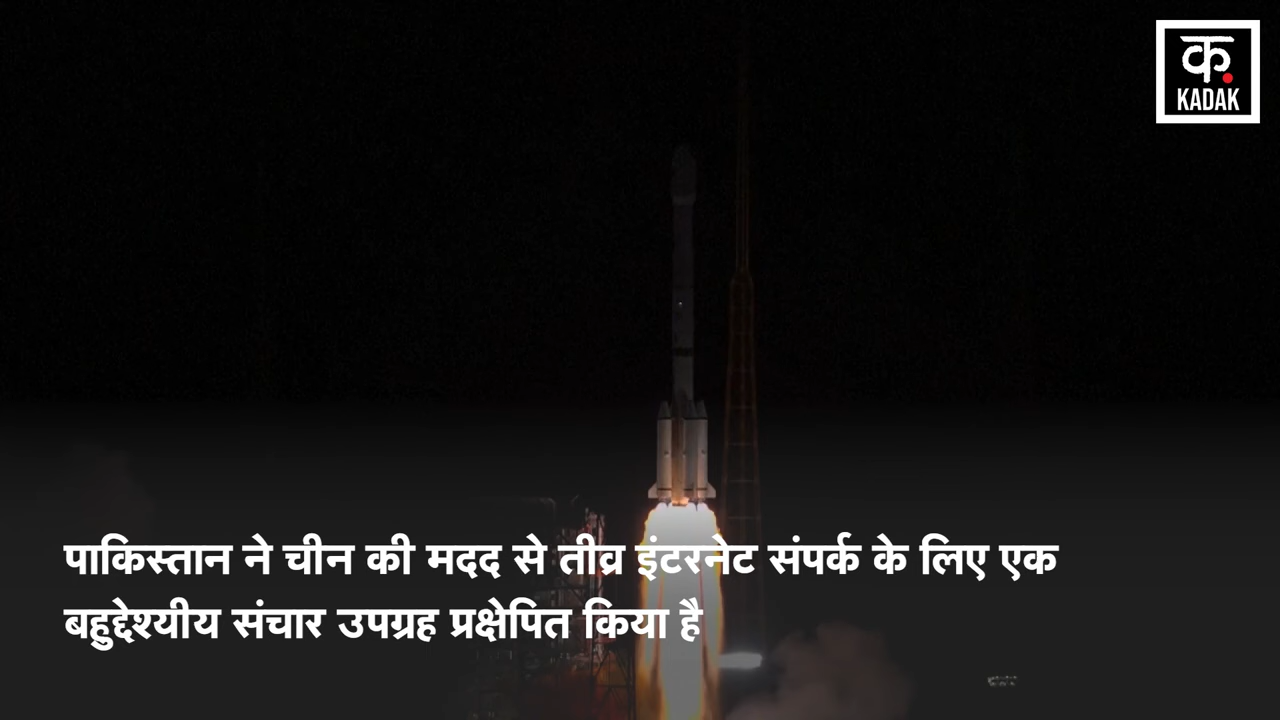 क.
KADAK
पाकिस्तान ने चीन की मदद से तीव्र इंटरनेट संपर्क के लिए एक
बहुद्देश्यीय संचार उपग्रह प्रक्षेपित किया है